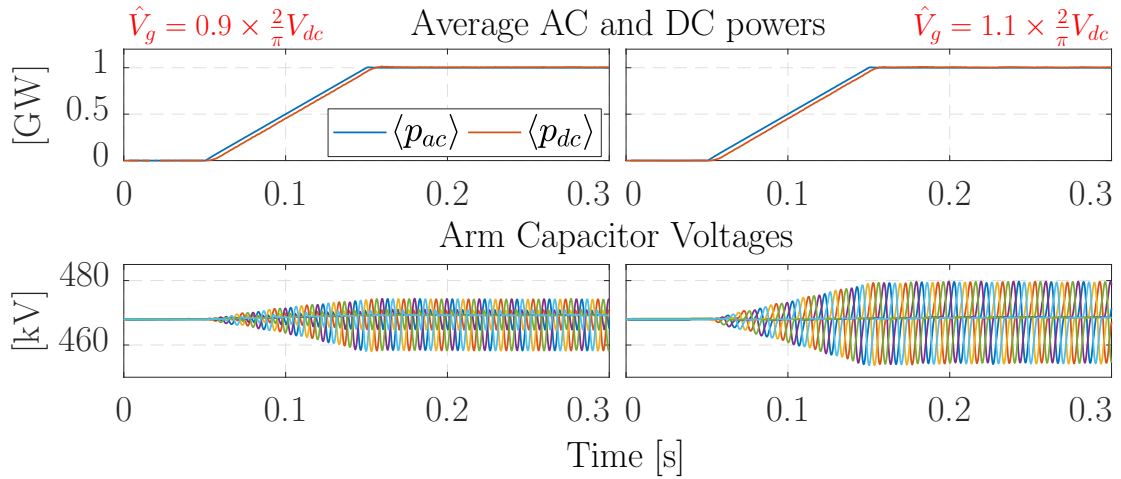 V̂_g = 0.9 × 2/π V_dc
Average AC and DC powers
V̂_g = 1.1 × 2/π V_dc
[GW]
1
0.5
0
⟨p_ac⟩ ⟨p_dc⟩
0 0.1 0.2 0.3 0 0.1 0.2 0.3
Arm Capacitor Voltages
[kV]
480
460
0 0.1 0.2 0.3 0 0.1 0.2 0.3
Time [s]